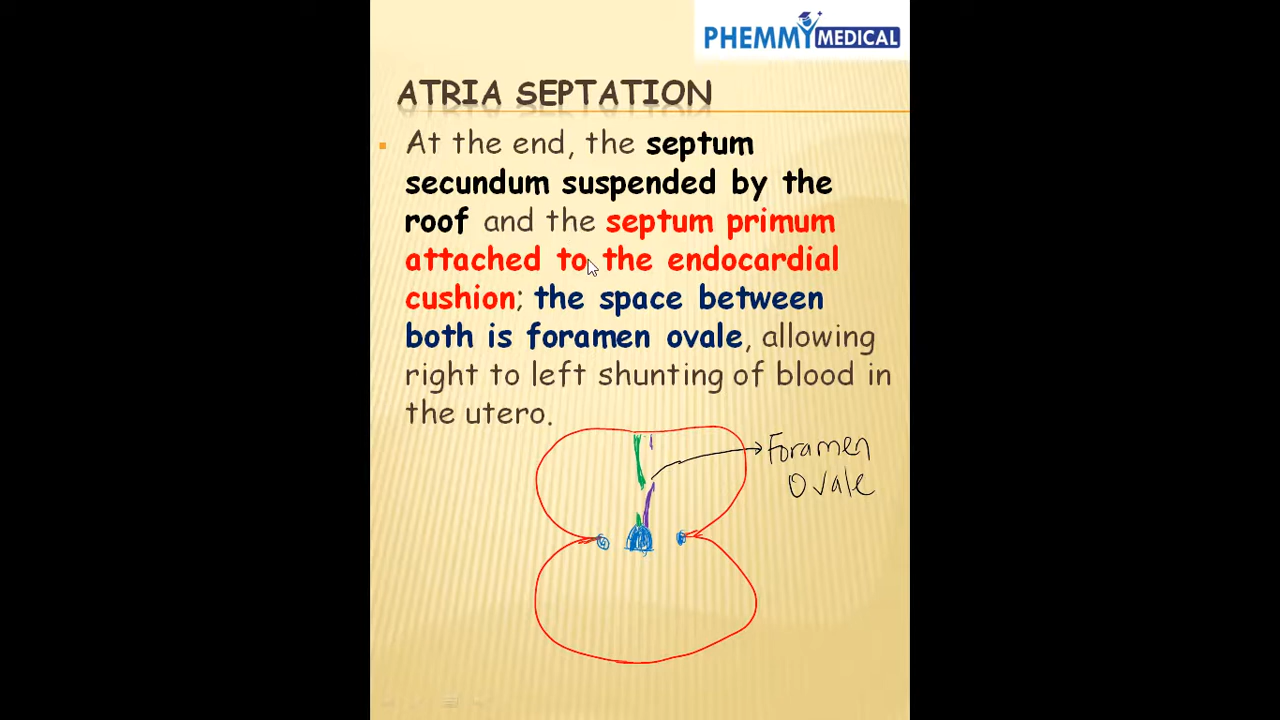 PHEMMY MEDICAL
ATRIA SEPTATION
At the end, the septum
secundum suspended by the
roof and the septum primum
attached to the endocardial
cushion; the space between
both is foramen ovale, allowing
right to left shunting of blood in
the utero.
Foramen
Ovale